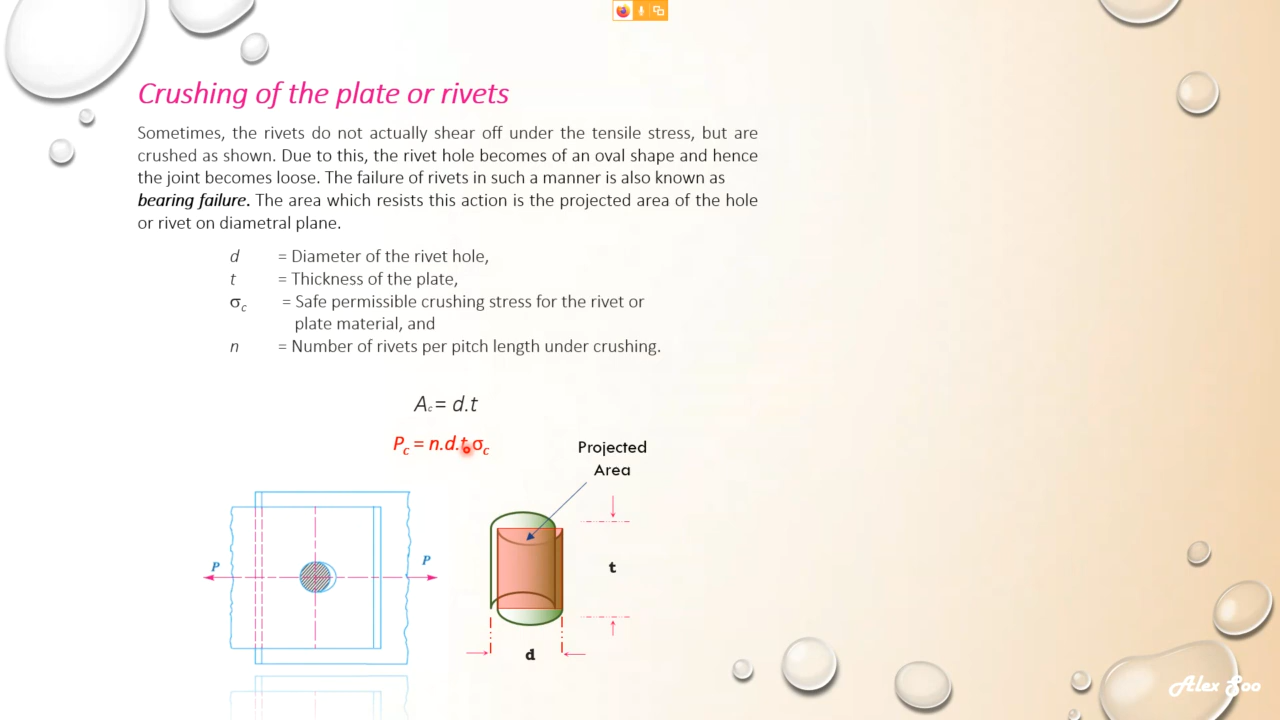 Crushing of the plate or rivets
Sometimes, the rivets do not actually shear off under the tensile stress, but are
crushed as shown. Due to this, the rivet hole becomes of an oval shape and hence
the joint becomes loose. The failure of rivets in such a manner is also known as
bearing failure. The area which resists this action is the projected area of the hole
or rivet on diametral plane.
d = Diameter of the rivet hole,
t = Thickness of the plate,
σc = Safe permissible crushing stress for the rivet or
plate material, and
n = Number of rivets per pitch length under crushing.
Ac = d.t
Pc = n.d.t.σc
Projected
Area
P
P
t
d
Alex Soo